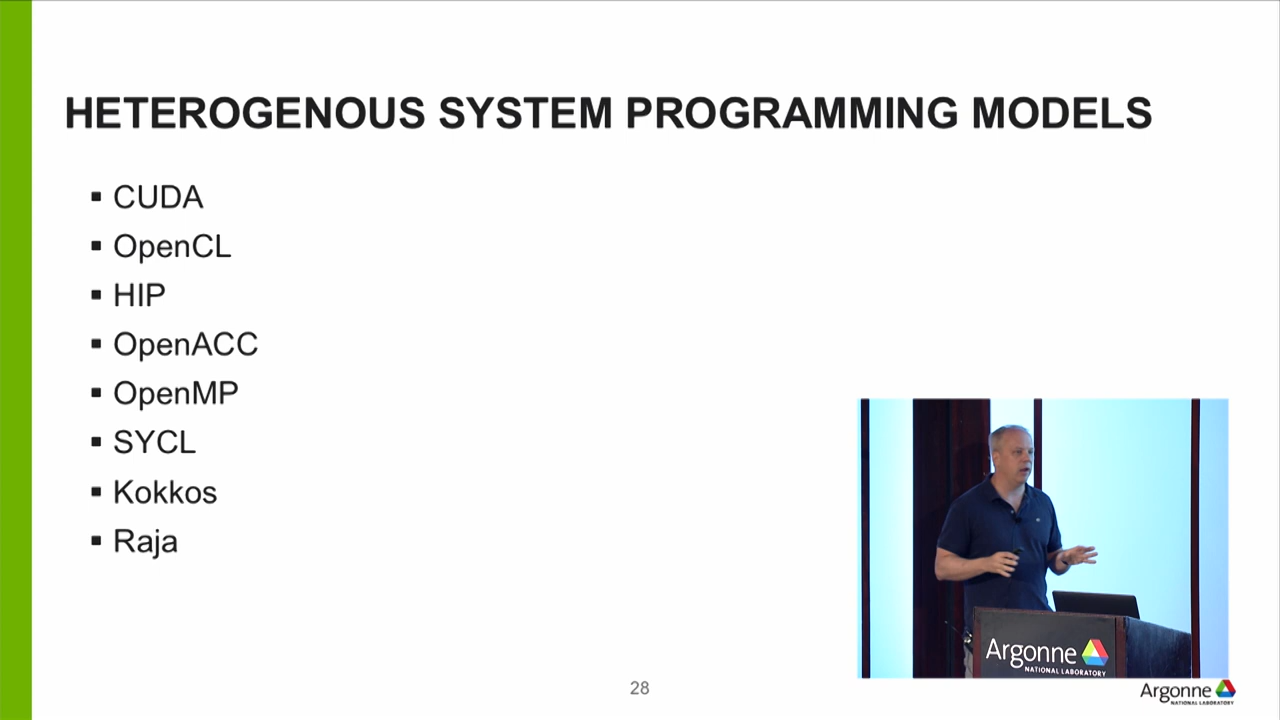 HETEROGENOUS SYSTEM PROGRAMMING MODELS
CUDA
OpenCL
HIP
OpenACC
OpenMP
SYCL
Kokkos
Raja
Argonne
NATIONAL LABORATORY
28
Argonne
NATIONAL LABORATORY